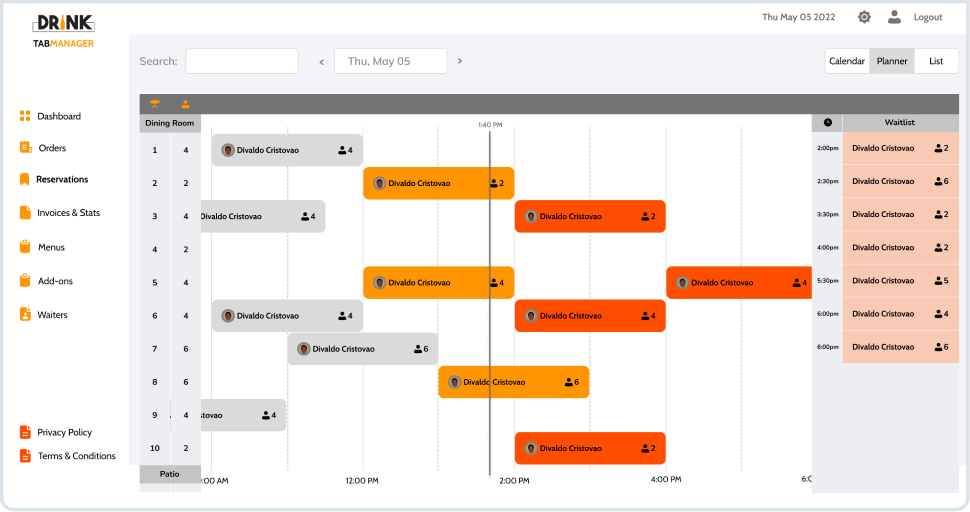 DRINK
TABMANAGER
Thu May 05 2022 Logout
Search: < Thu, May 05 > Calendar Planner List
Dashboard
Orders
Reservations
Invoices & Stats
Menus
Add-ons
Waiters
Privacy Policy
Terms & Conditions
Dining Room 1:40 PM Waitlist
1 4 Divaldo Cristovao 4
2 2 Divaldo Cristovao 2
3 4 Divaldo Cristovao 4 Divaldo Cristovao 2
4 2
5 4 Divaldo Cristovao 4 Divaldo Cristovao 4
6 4 Divaldo Cristovao 4 Divaldo Cristovao 4
7 6 Divaldo Cristovao 6
8 6 Divaldo Cristovao 6
9 4 stovao 4
10 2 Divaldo Cristovao 2
Patio
:00 AM 12:00 PM 2:00 PM 4:00 PM 6:0
2:00pm Divaldo Cristovao 2
2:30pm Divaldo Cristovao 6
3:30pm Divaldo Cristovao 2
4:00pm Divaldo Cristovao 2
5:30pm Divaldo Cristovao 5
6:00pm Divaldo Cristovao 4
6:00pm Divaldo Cristovao 6